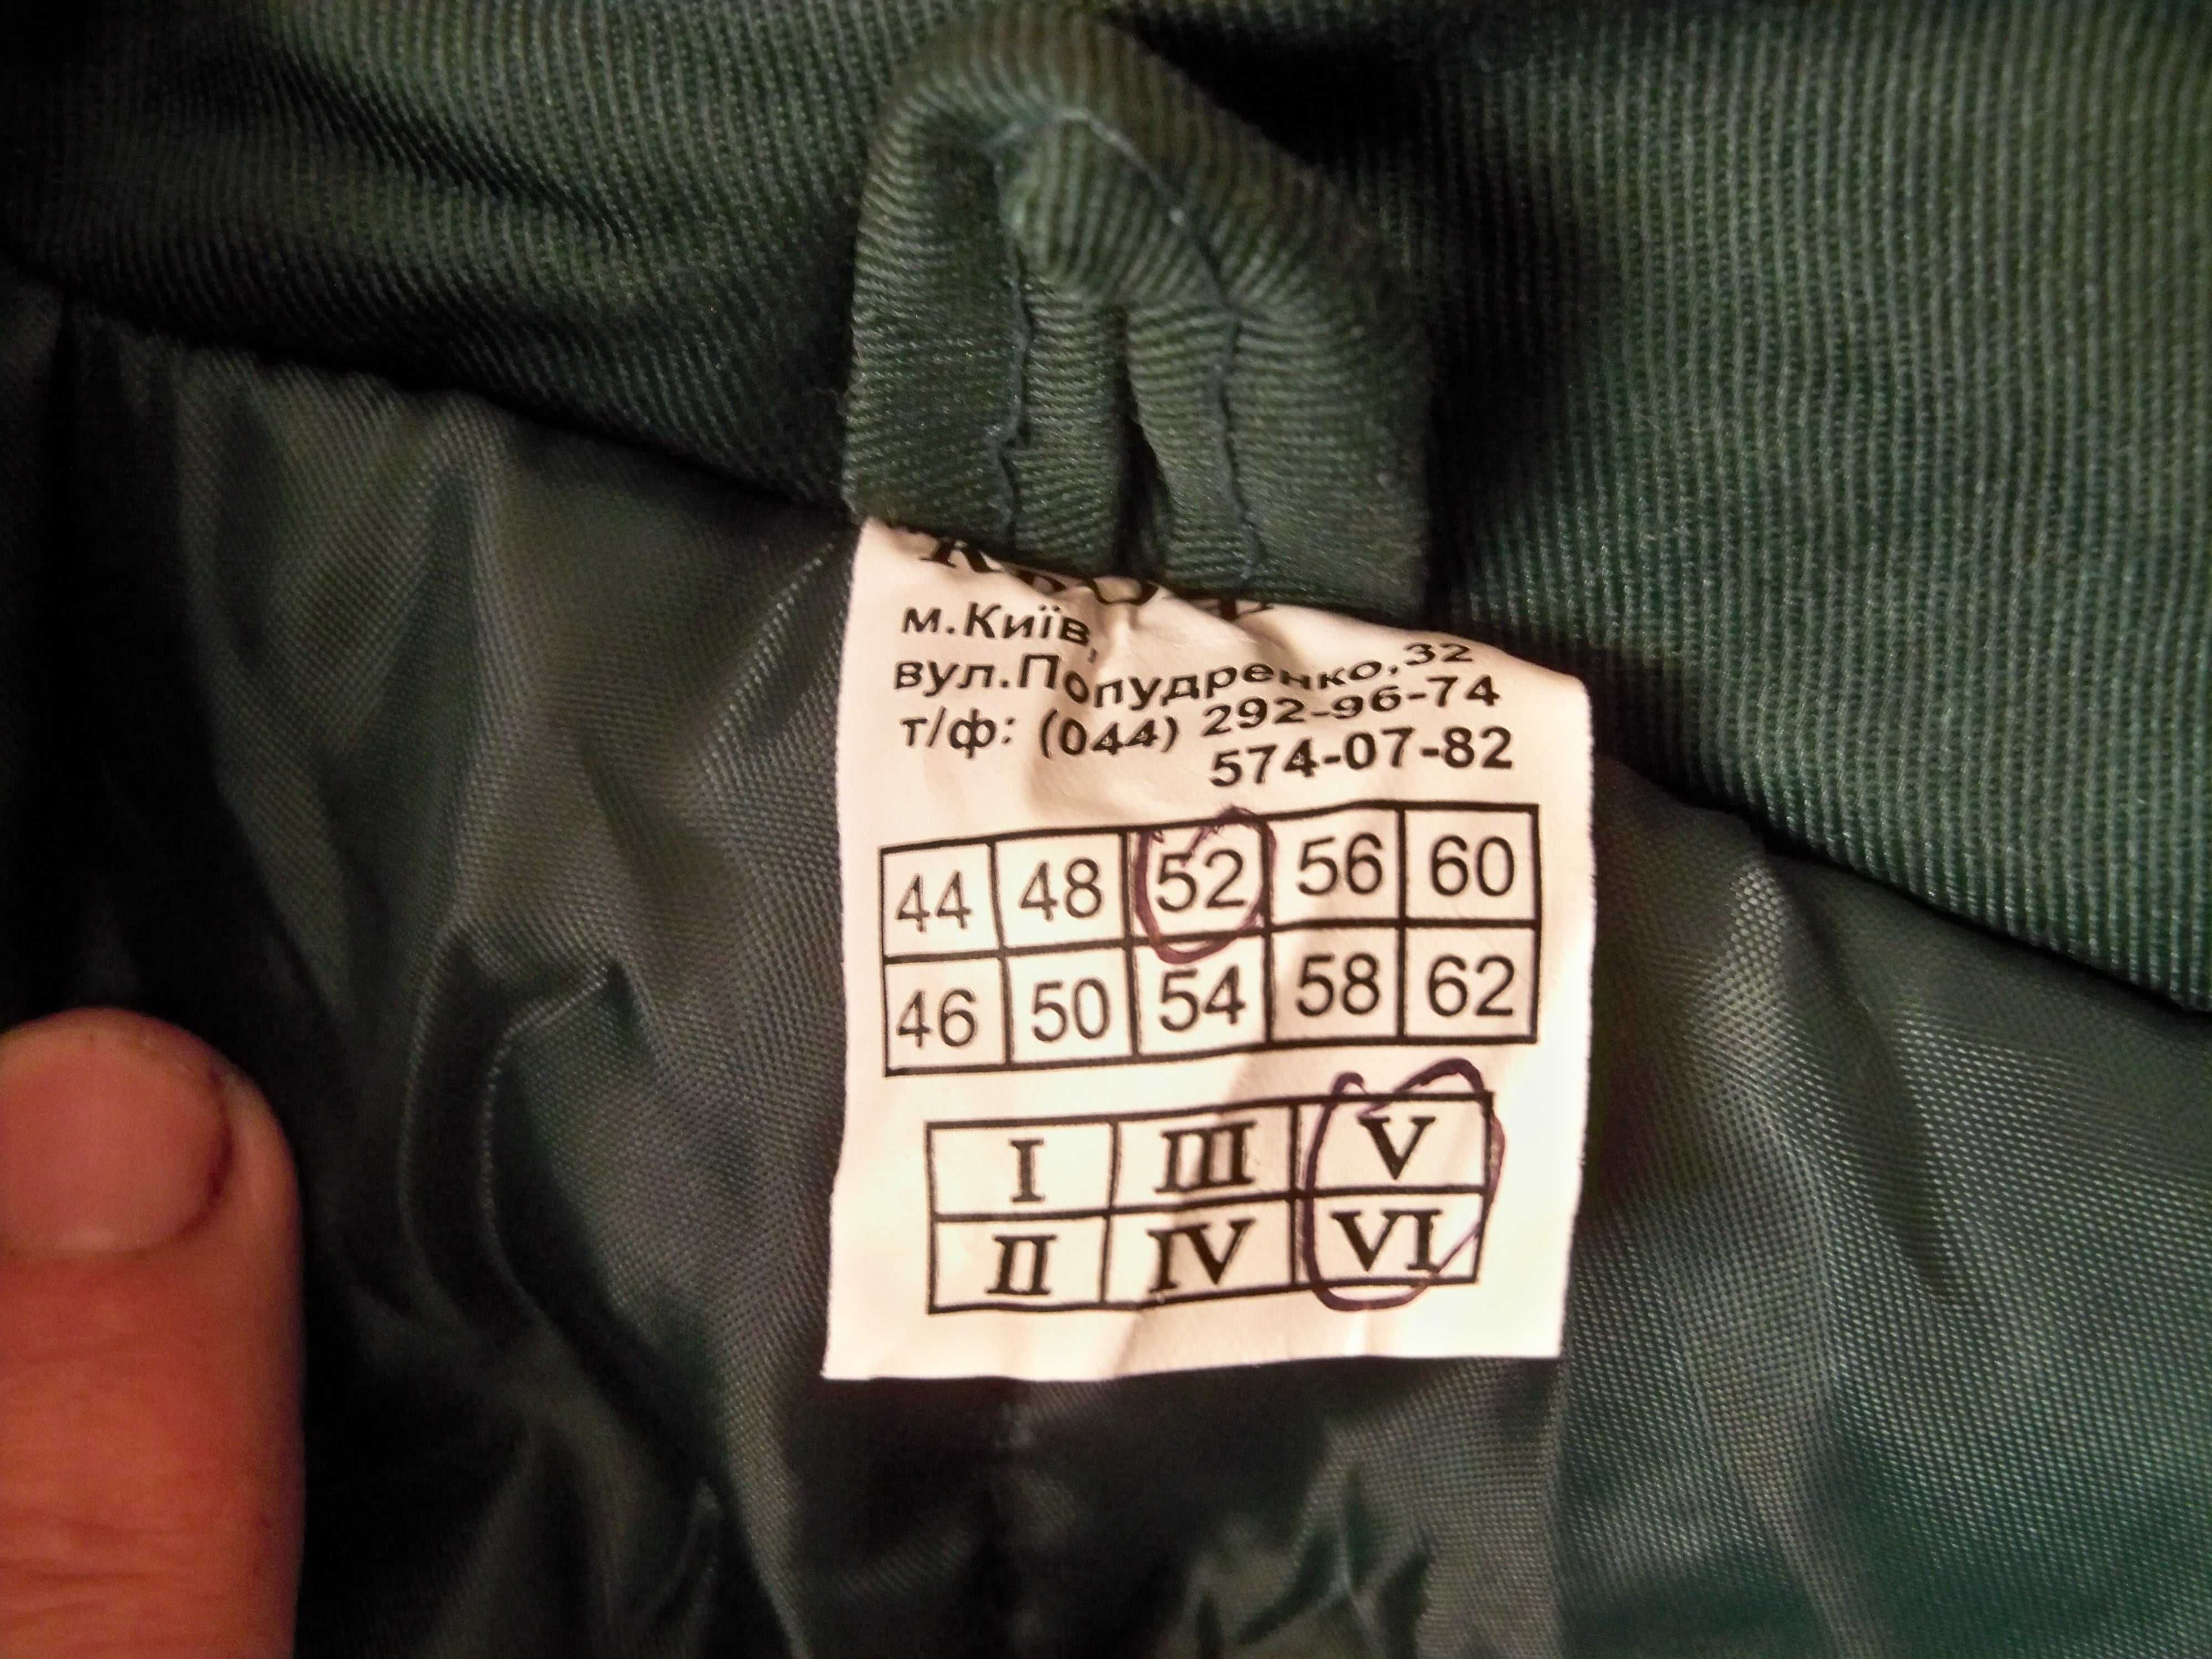 м.Київ,
вул.Попудренко,32
т/ф: (044) 292-96-74
574-07-82
44 48 52 56 60
46 50 54 58 62
I III V
II IV VI